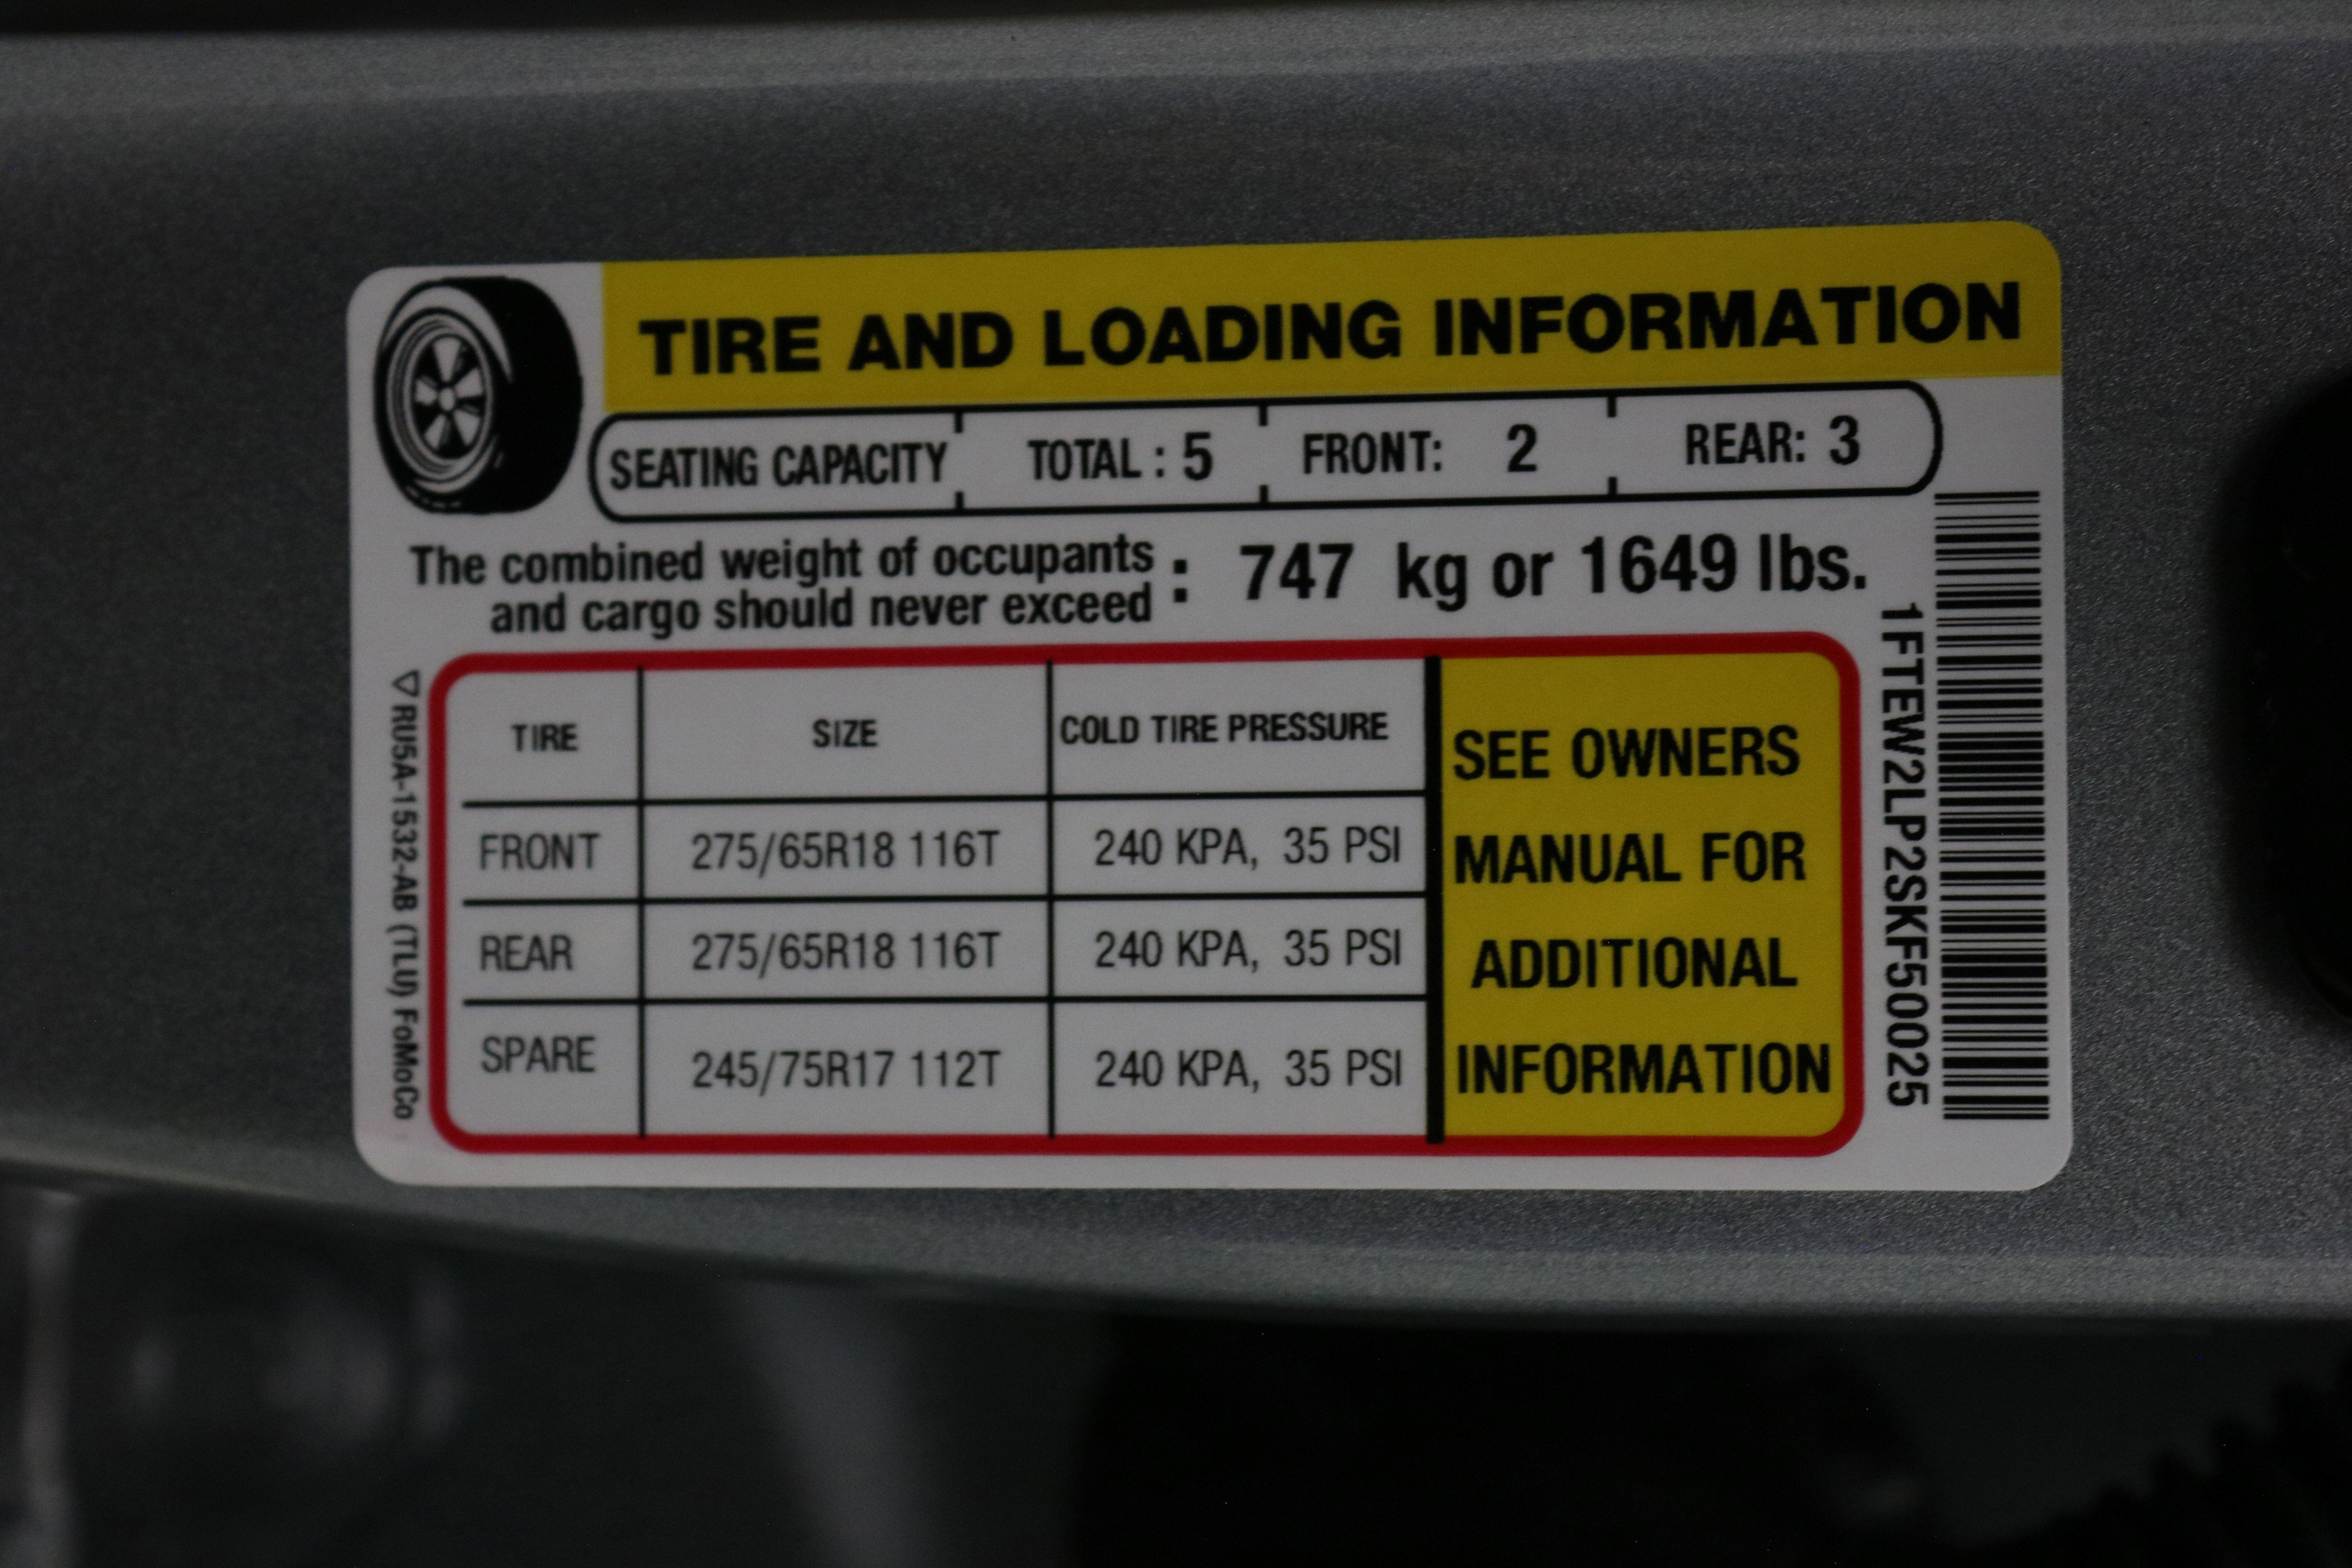 TIRE AND LOADING INFORMATION
SEATING CAPACITY TOTAL : 5 FRONT: 2 REAR: 3
The combined weight of occupants
and cargo should never exceed : 747 kg or 1649 lbs.
TIRE SIZE COLD TIRE PRESSURE
FRONT 275/65R18 116T 240 KPA, 35 PSI
REAR 275/65R18 116T 240 KPA, 35 PSI
SPARE 245/75R17 112T 240 KPA, 35 PSI
SEE OWNERS
MANUAL FOR
ADDITIONAL
INFORMATION
1FTEW2LP2SKF50025
RU5A-1532-AB (TLU) FoMoCo